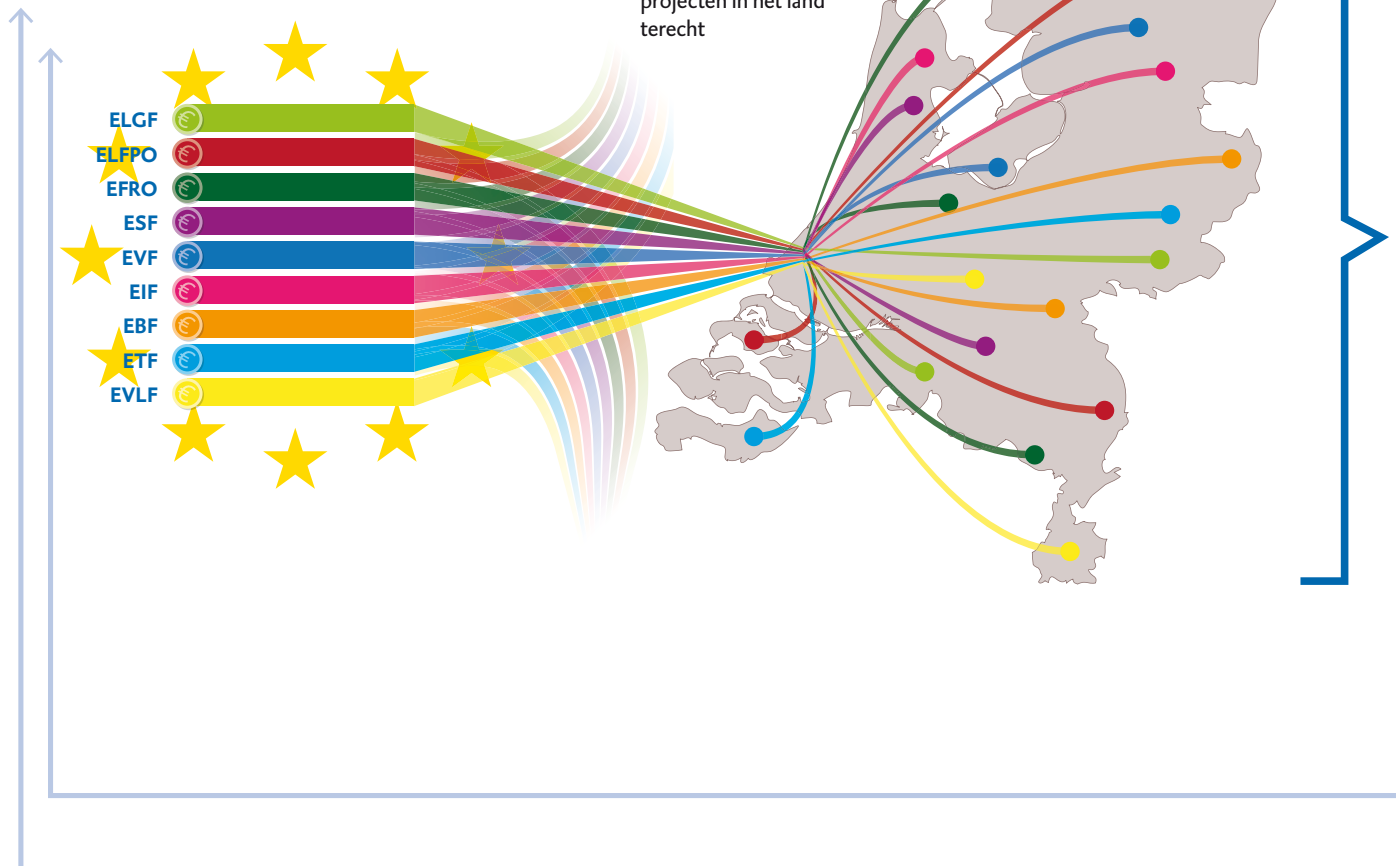 projecten in het land
terecht
ELGF
ELFPO
EFRO
ESF
EVF
EIF
EBF
ETF
EVLF